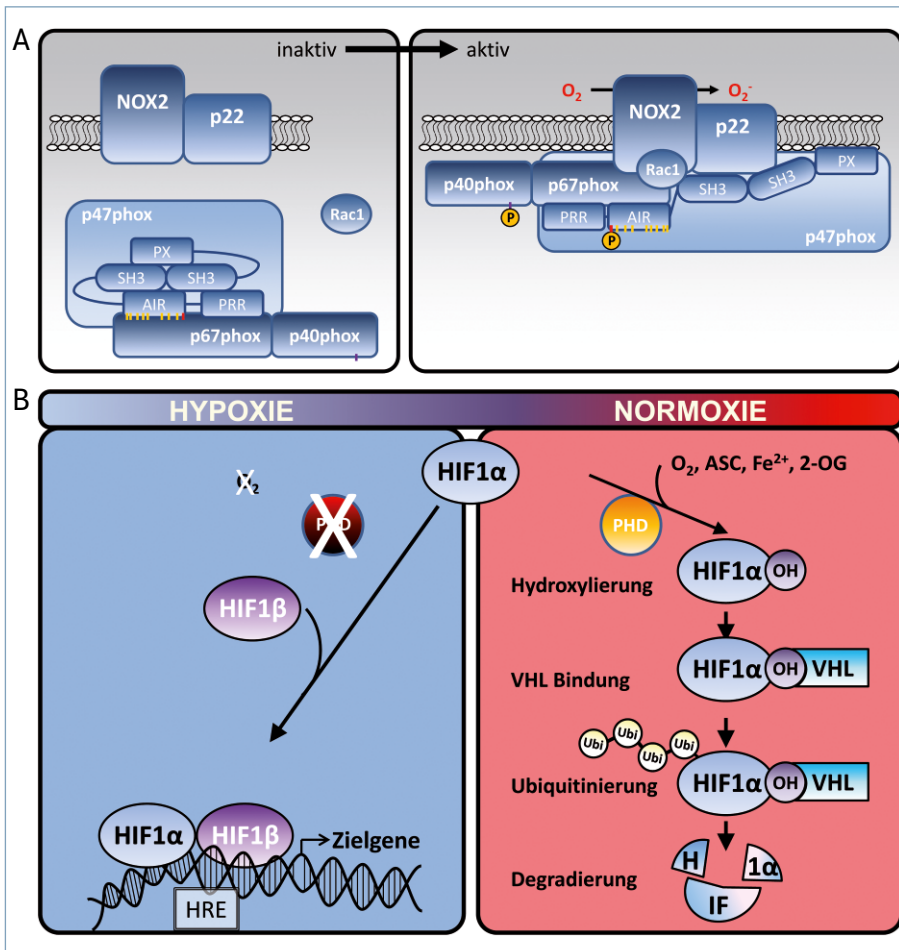 A
inaktiv aktiv
NOX2
p22
p47phox
PX
SH3 SH3
AIR PRR
p67phox p40phox
Rac1
O₂ O₂⁻
NOX2
p22
Rac1
PX
p40phox p67phox
SH3 SH3
PRR AIR
P P
p47phox
B
HYPOXIE NORMOXIE
HIF1α
O₂
PHD
HIF1β
HIF1α HIF1β
Zielgene
HRE
O₂, ASC, Fe²⁺, 2-OG
PHD
Hydroxylierung
HIF1α OH
VHL Bindung
HIF1α OH VHL
Ubi Ubi Ubi Ubi
Ubiquitinierung
HIF1α OH VHL
Degradierung
H IF 1α